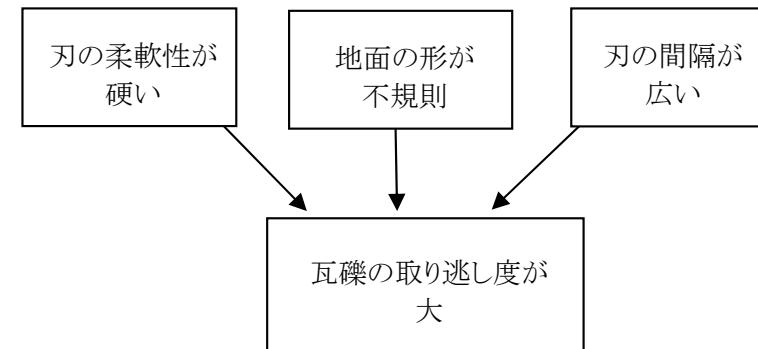 刃の柔軟性が
硬い
地面の形が
不規則
刃の間隔が
広い
瓦礫の取り逃し度が
大